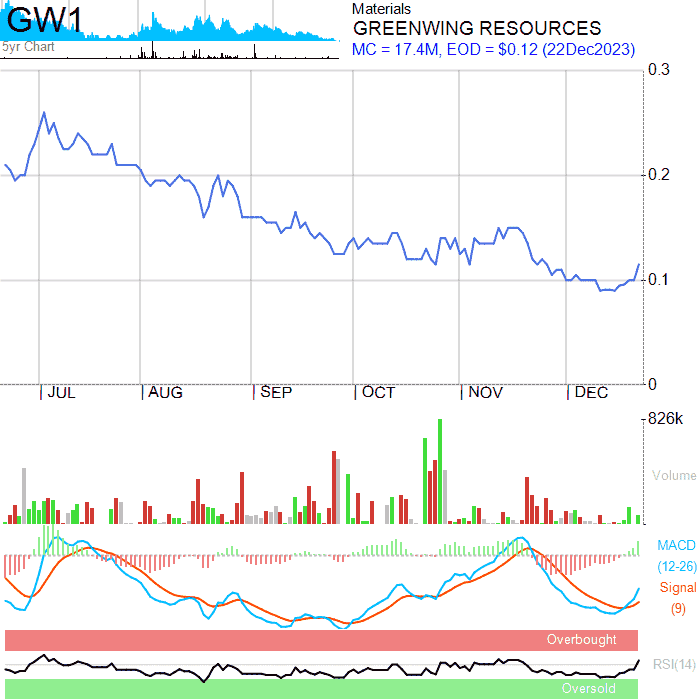 GW1
5yr Chart
Materials
GREENWING RESOURCES
MC = 17.4M, EOD = $0.12 (22Dec2023)
0.3
0.2
0.1
0
JUL AUG SEP OCT NOV DEC
826k
Volume
MACD
(12-26)
Signal
(9)
Overbought
RSI(14)
Oversold